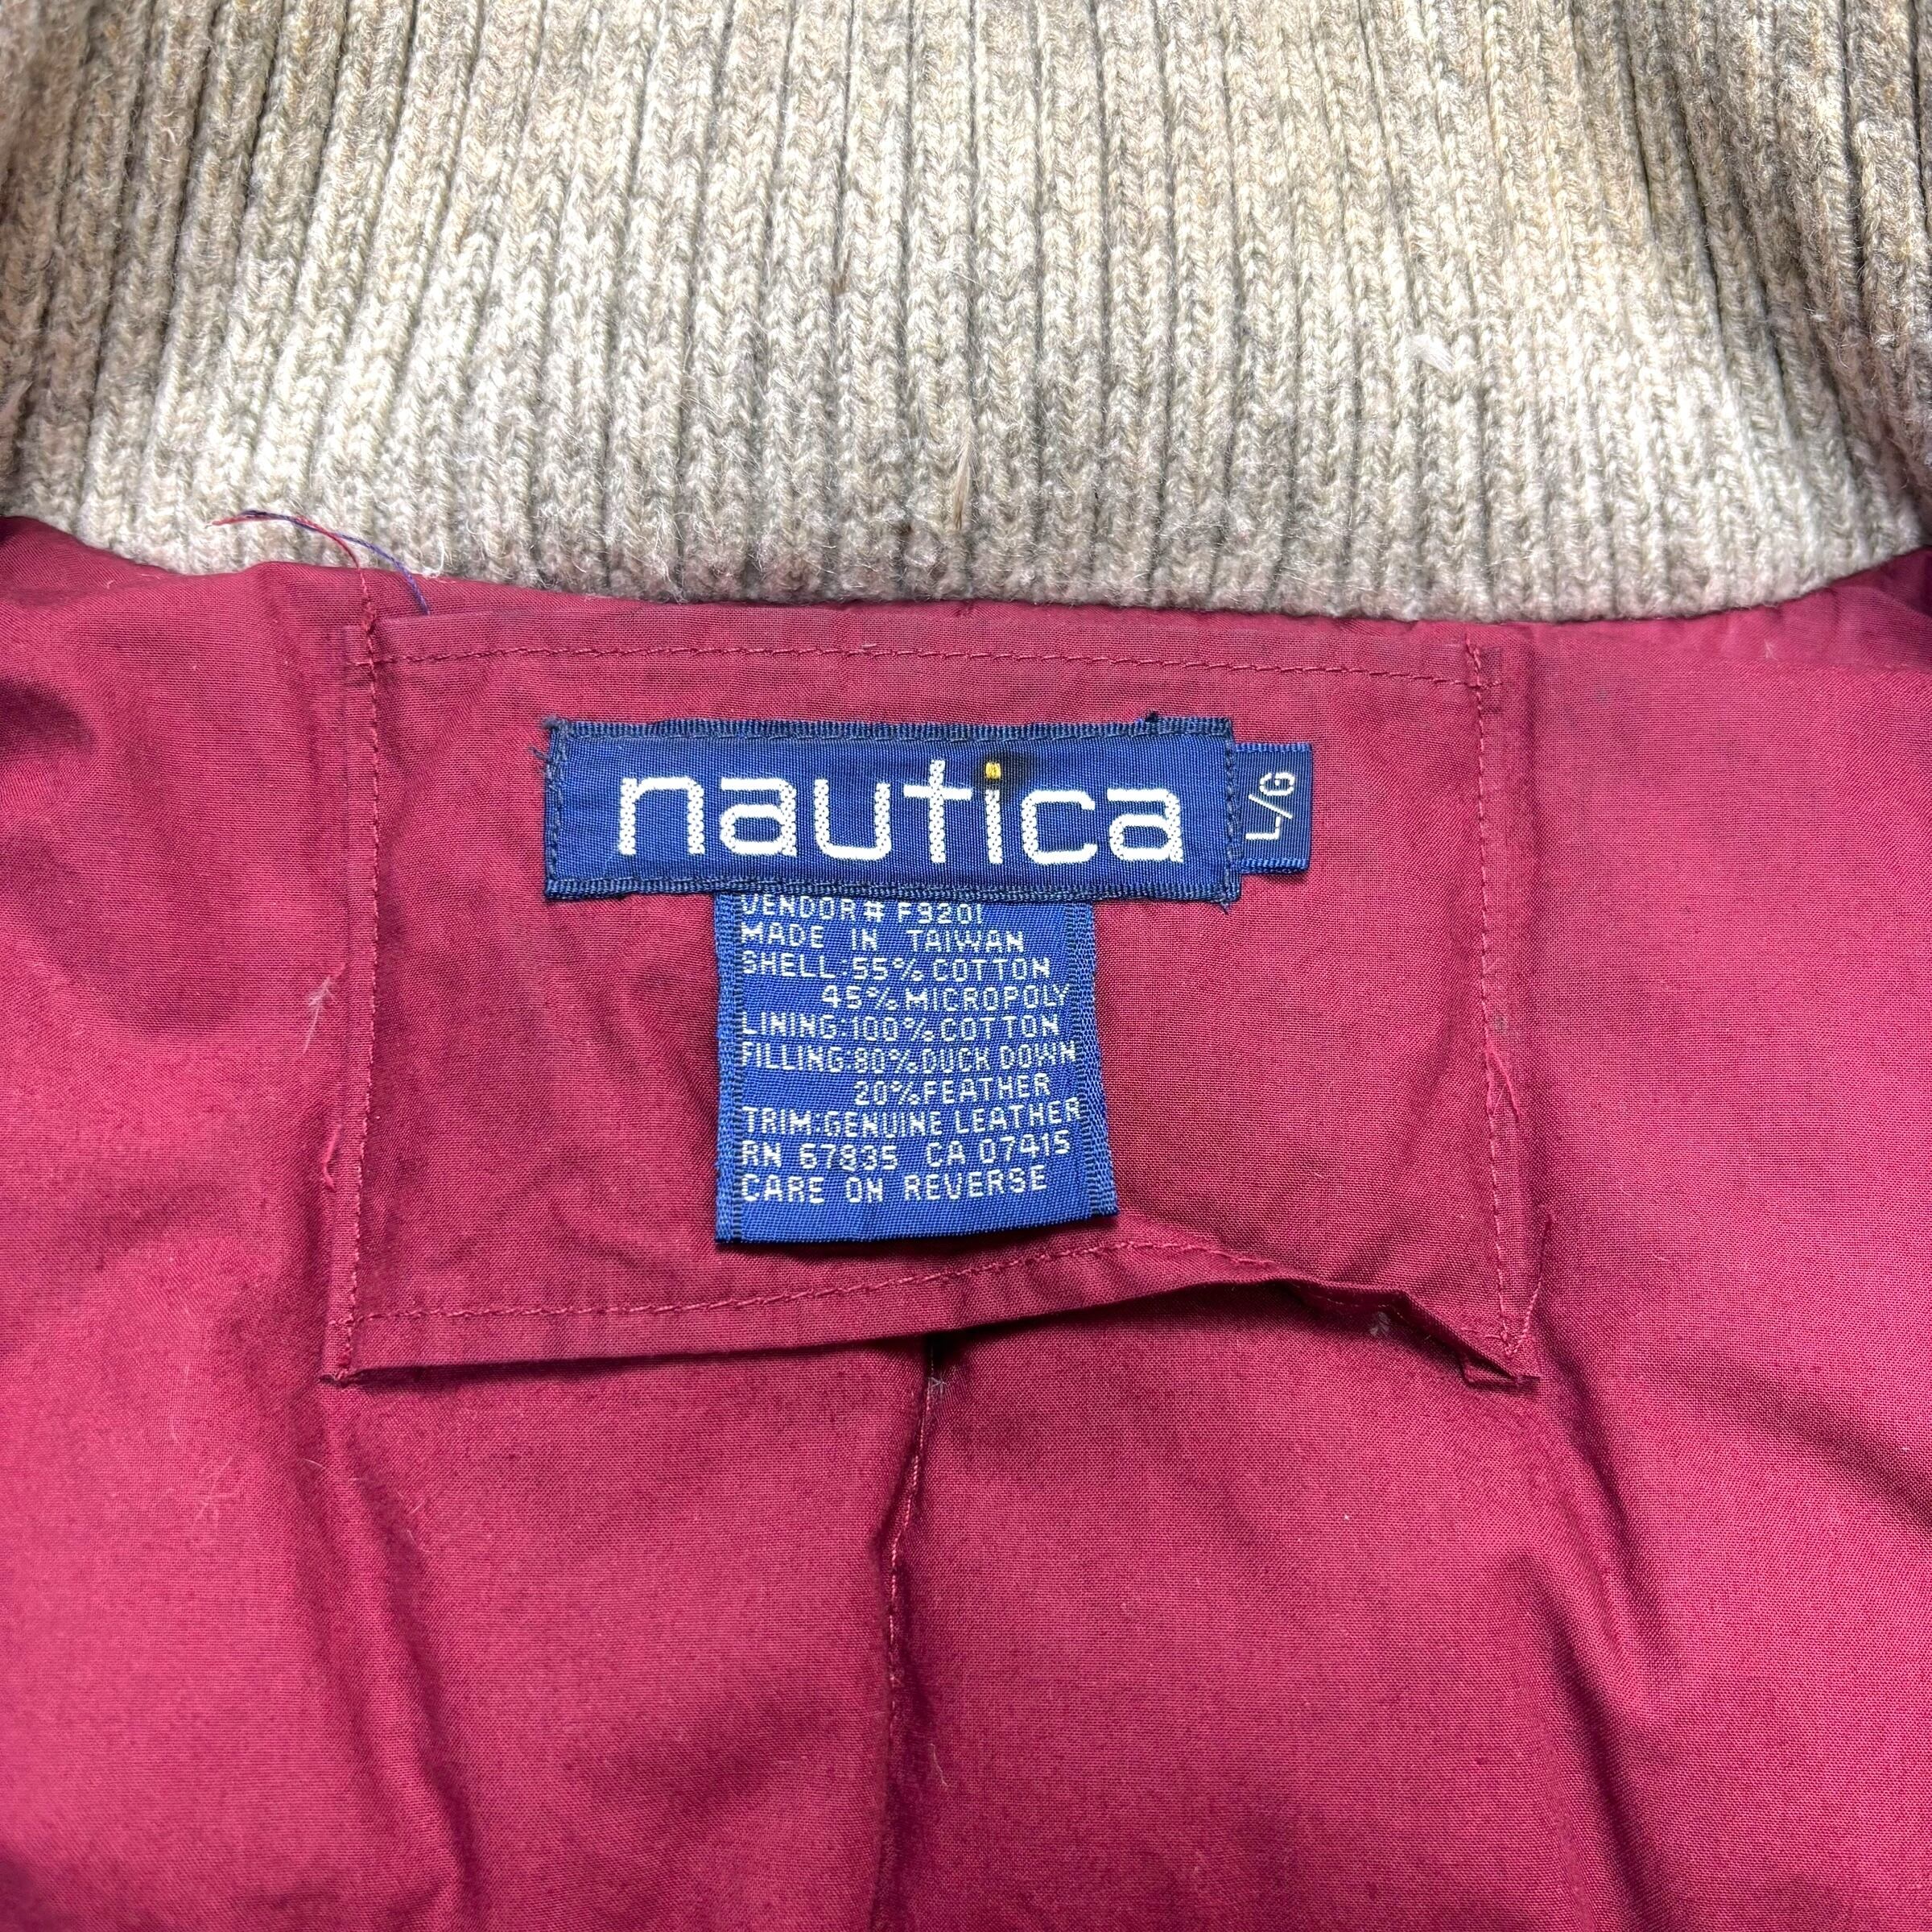 nautica
L/G
VENDOR# F9201
MADE IN TAIWAN
SHELL:55% COTTON
45% MICROPOLY
LINING:100% COTTON
FILLING:80% DUCK DOWN
20% FEATHER
TRIM:GENUINE LEATHER
RN 67835 CA 07415
CARE ON REVERSE